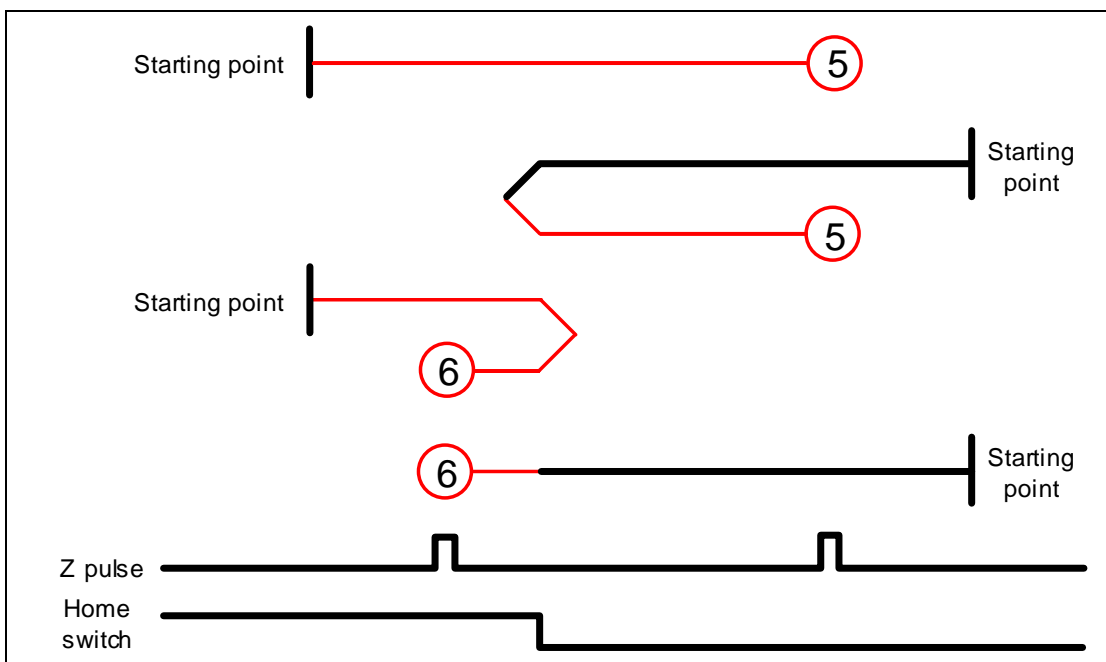 Starting point
5
Starting
point
5
Starting point
6
6
Starting
point
Z pulse
Home
switch